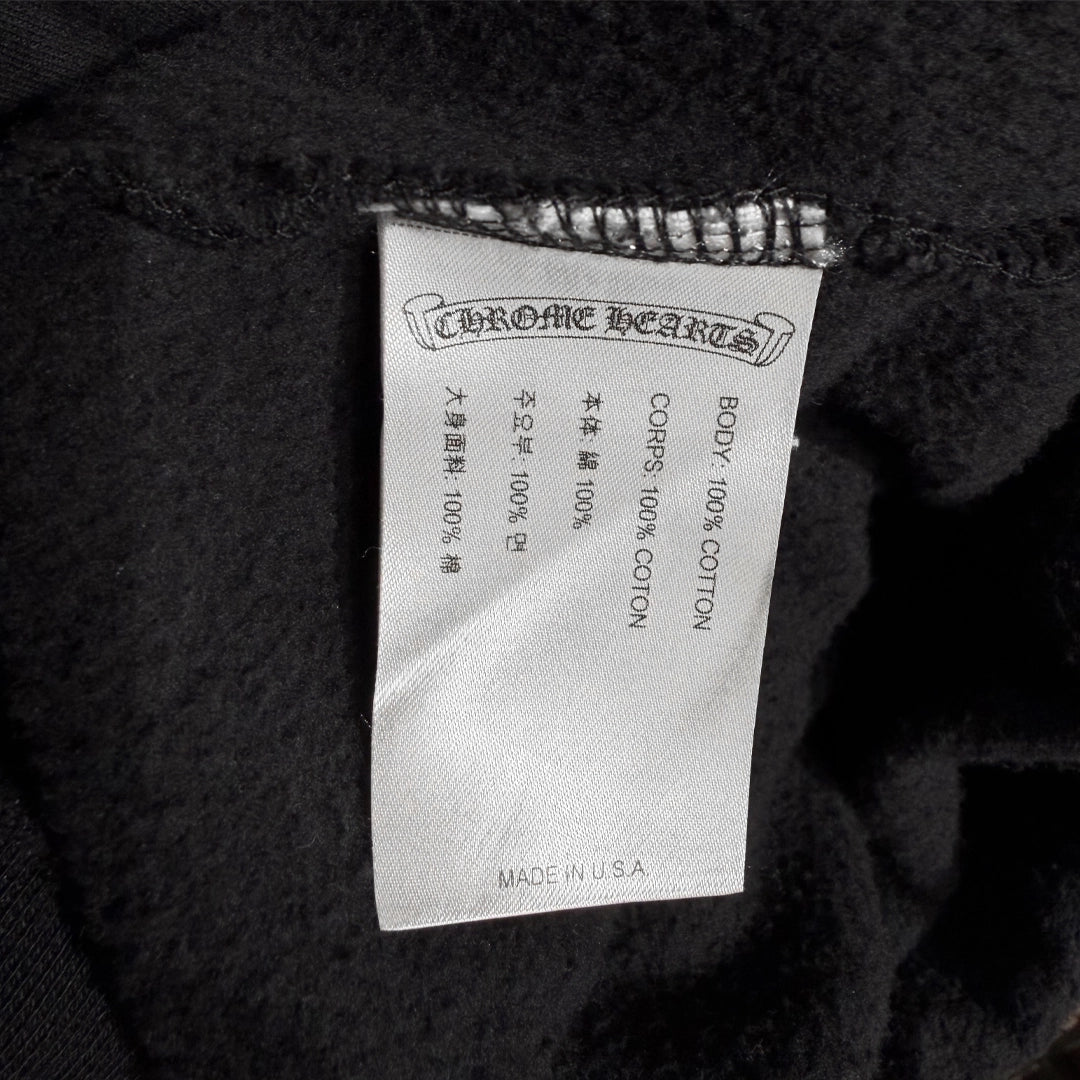 CHROME HEARTS
BODY: 100% COTTON
CORPS: 100% COTON
本体: 綿 100%
주요부: 100% 면
大身面料: 100% 棉
MADE IN U.S.A